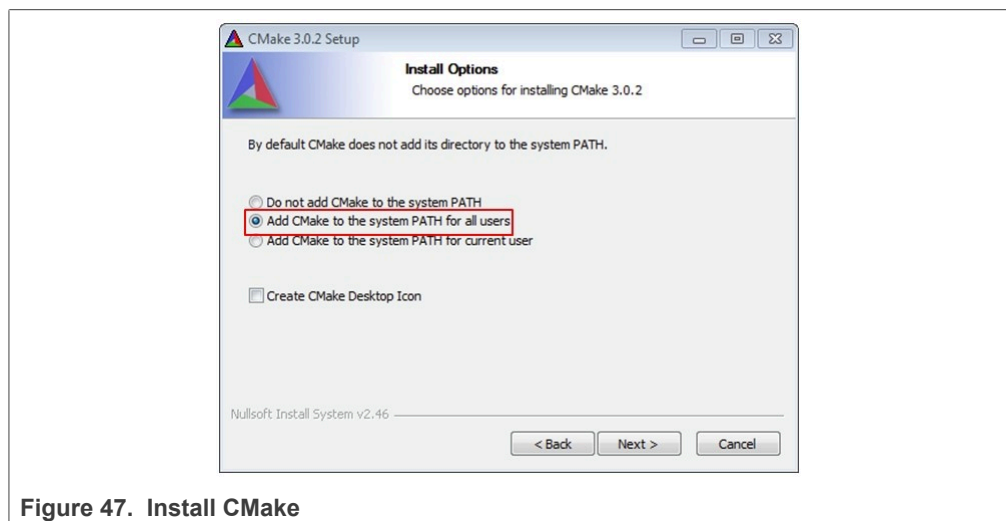 CMake 3.0.2 Setup
Install Options
Choose options for installing CMake 3.0.2
By default CMake does not add its directory to the system PATH.
Do not add CMake to the system PATH
Add CMake to the system PATH for all users
Add CMake to the system PATH for current user
Create CMake Desktop Icon
Nullsoft Install System v2.46
< Back Next > Cancel
Figure 47. Install CMake